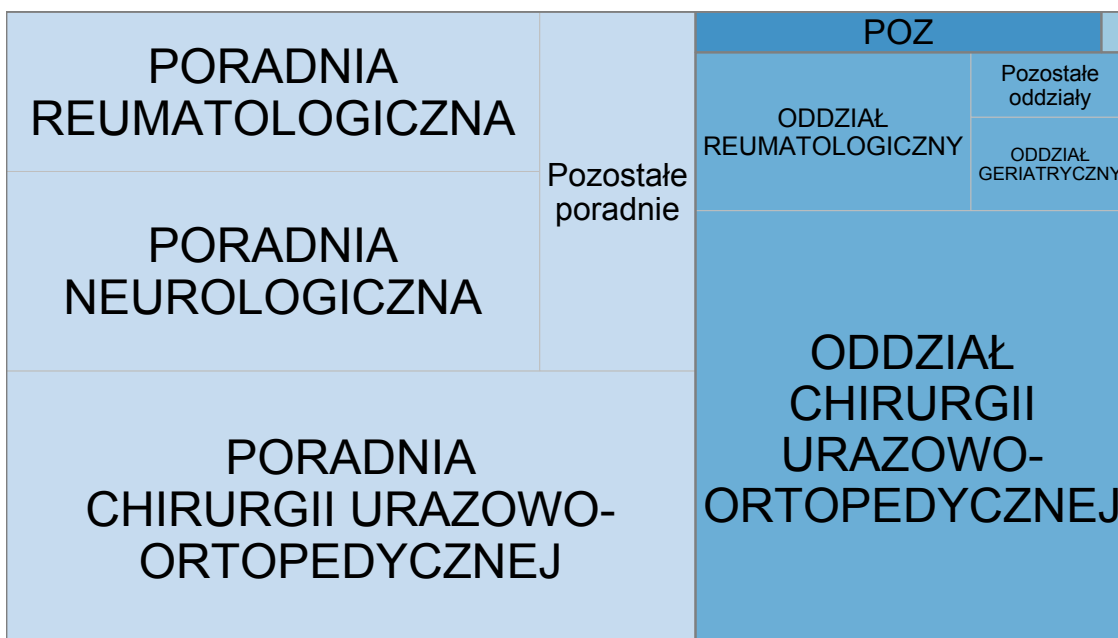 PORADNIA
REUMATOLOGICZNA
PORADNIA
NEUROLOGICZNA
Pozostałe
poradnie
PORADNIA
CHIRURGII URAZOWO-
ORTOPEDYCZNEJ
POZ
ODDZIAŁ
REUMATOLOGICZNY
Pozostałe
oddziały
ODDZIAŁ
GERIATRYCZNY
ODDZIAŁ
CHIRURGII
URAZOWO-
ORTOPEDYCZNEJ